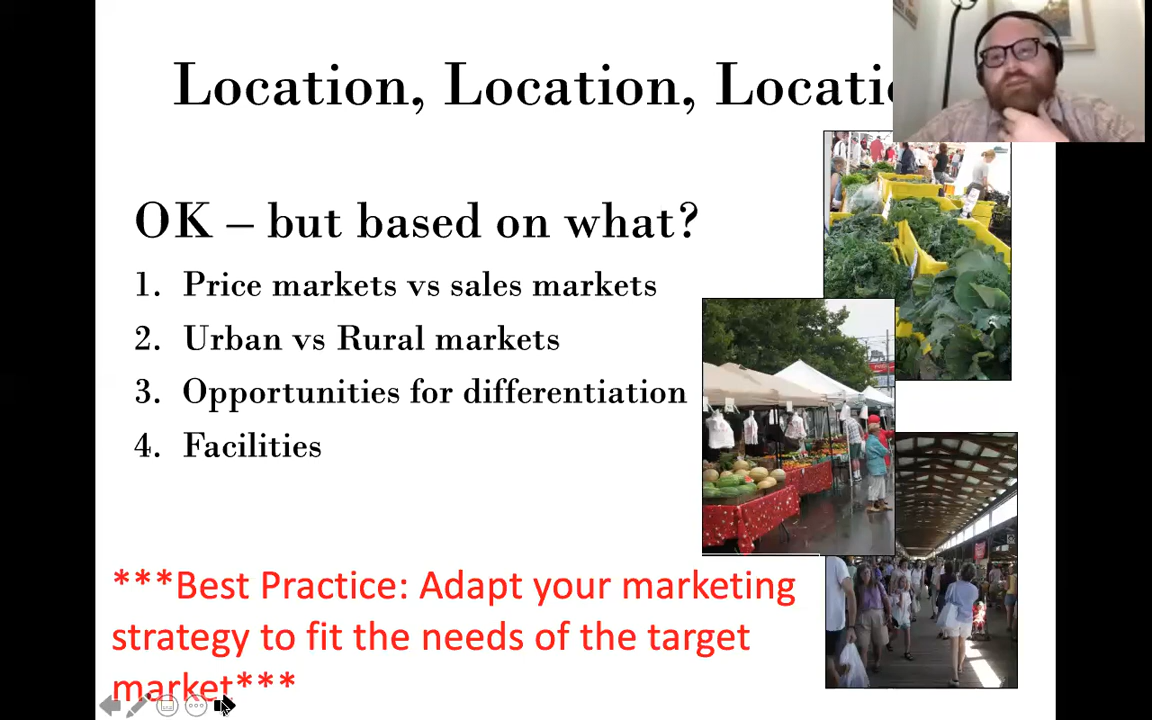 Location, Location, Locatio
OK – but based on what?
1. Price markets vs sales markets
2. Urban vs Rural markets
3. Opportunities for differentiation
4. Facilities
***Best Practice: Adapt your marketing
strategy to fit the needs of the target
market***